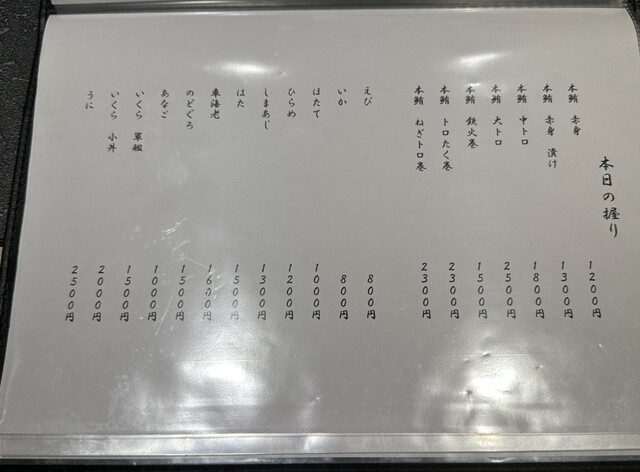 本日の握り
本鮪 赤身 1200円
本鮪 赤身 漬け 1300円
本鮪 中トロ 1800円
本鮪 大トロ 2500円
本鮪 鉄火巻 1500円
本鮪 トロたく巻 2300円
本鮪 ねぎトロ巻 2300円
えび 800円
いか 800円
ほたて 1000円
ひらめ 1200円
しまあじ 1300円
はた 1500円
車海老 1600円
のどぐろ 1500円
あなご 1000円
いくら 軍艦 1500円
いくら 小丼 2000円
うに 2500円